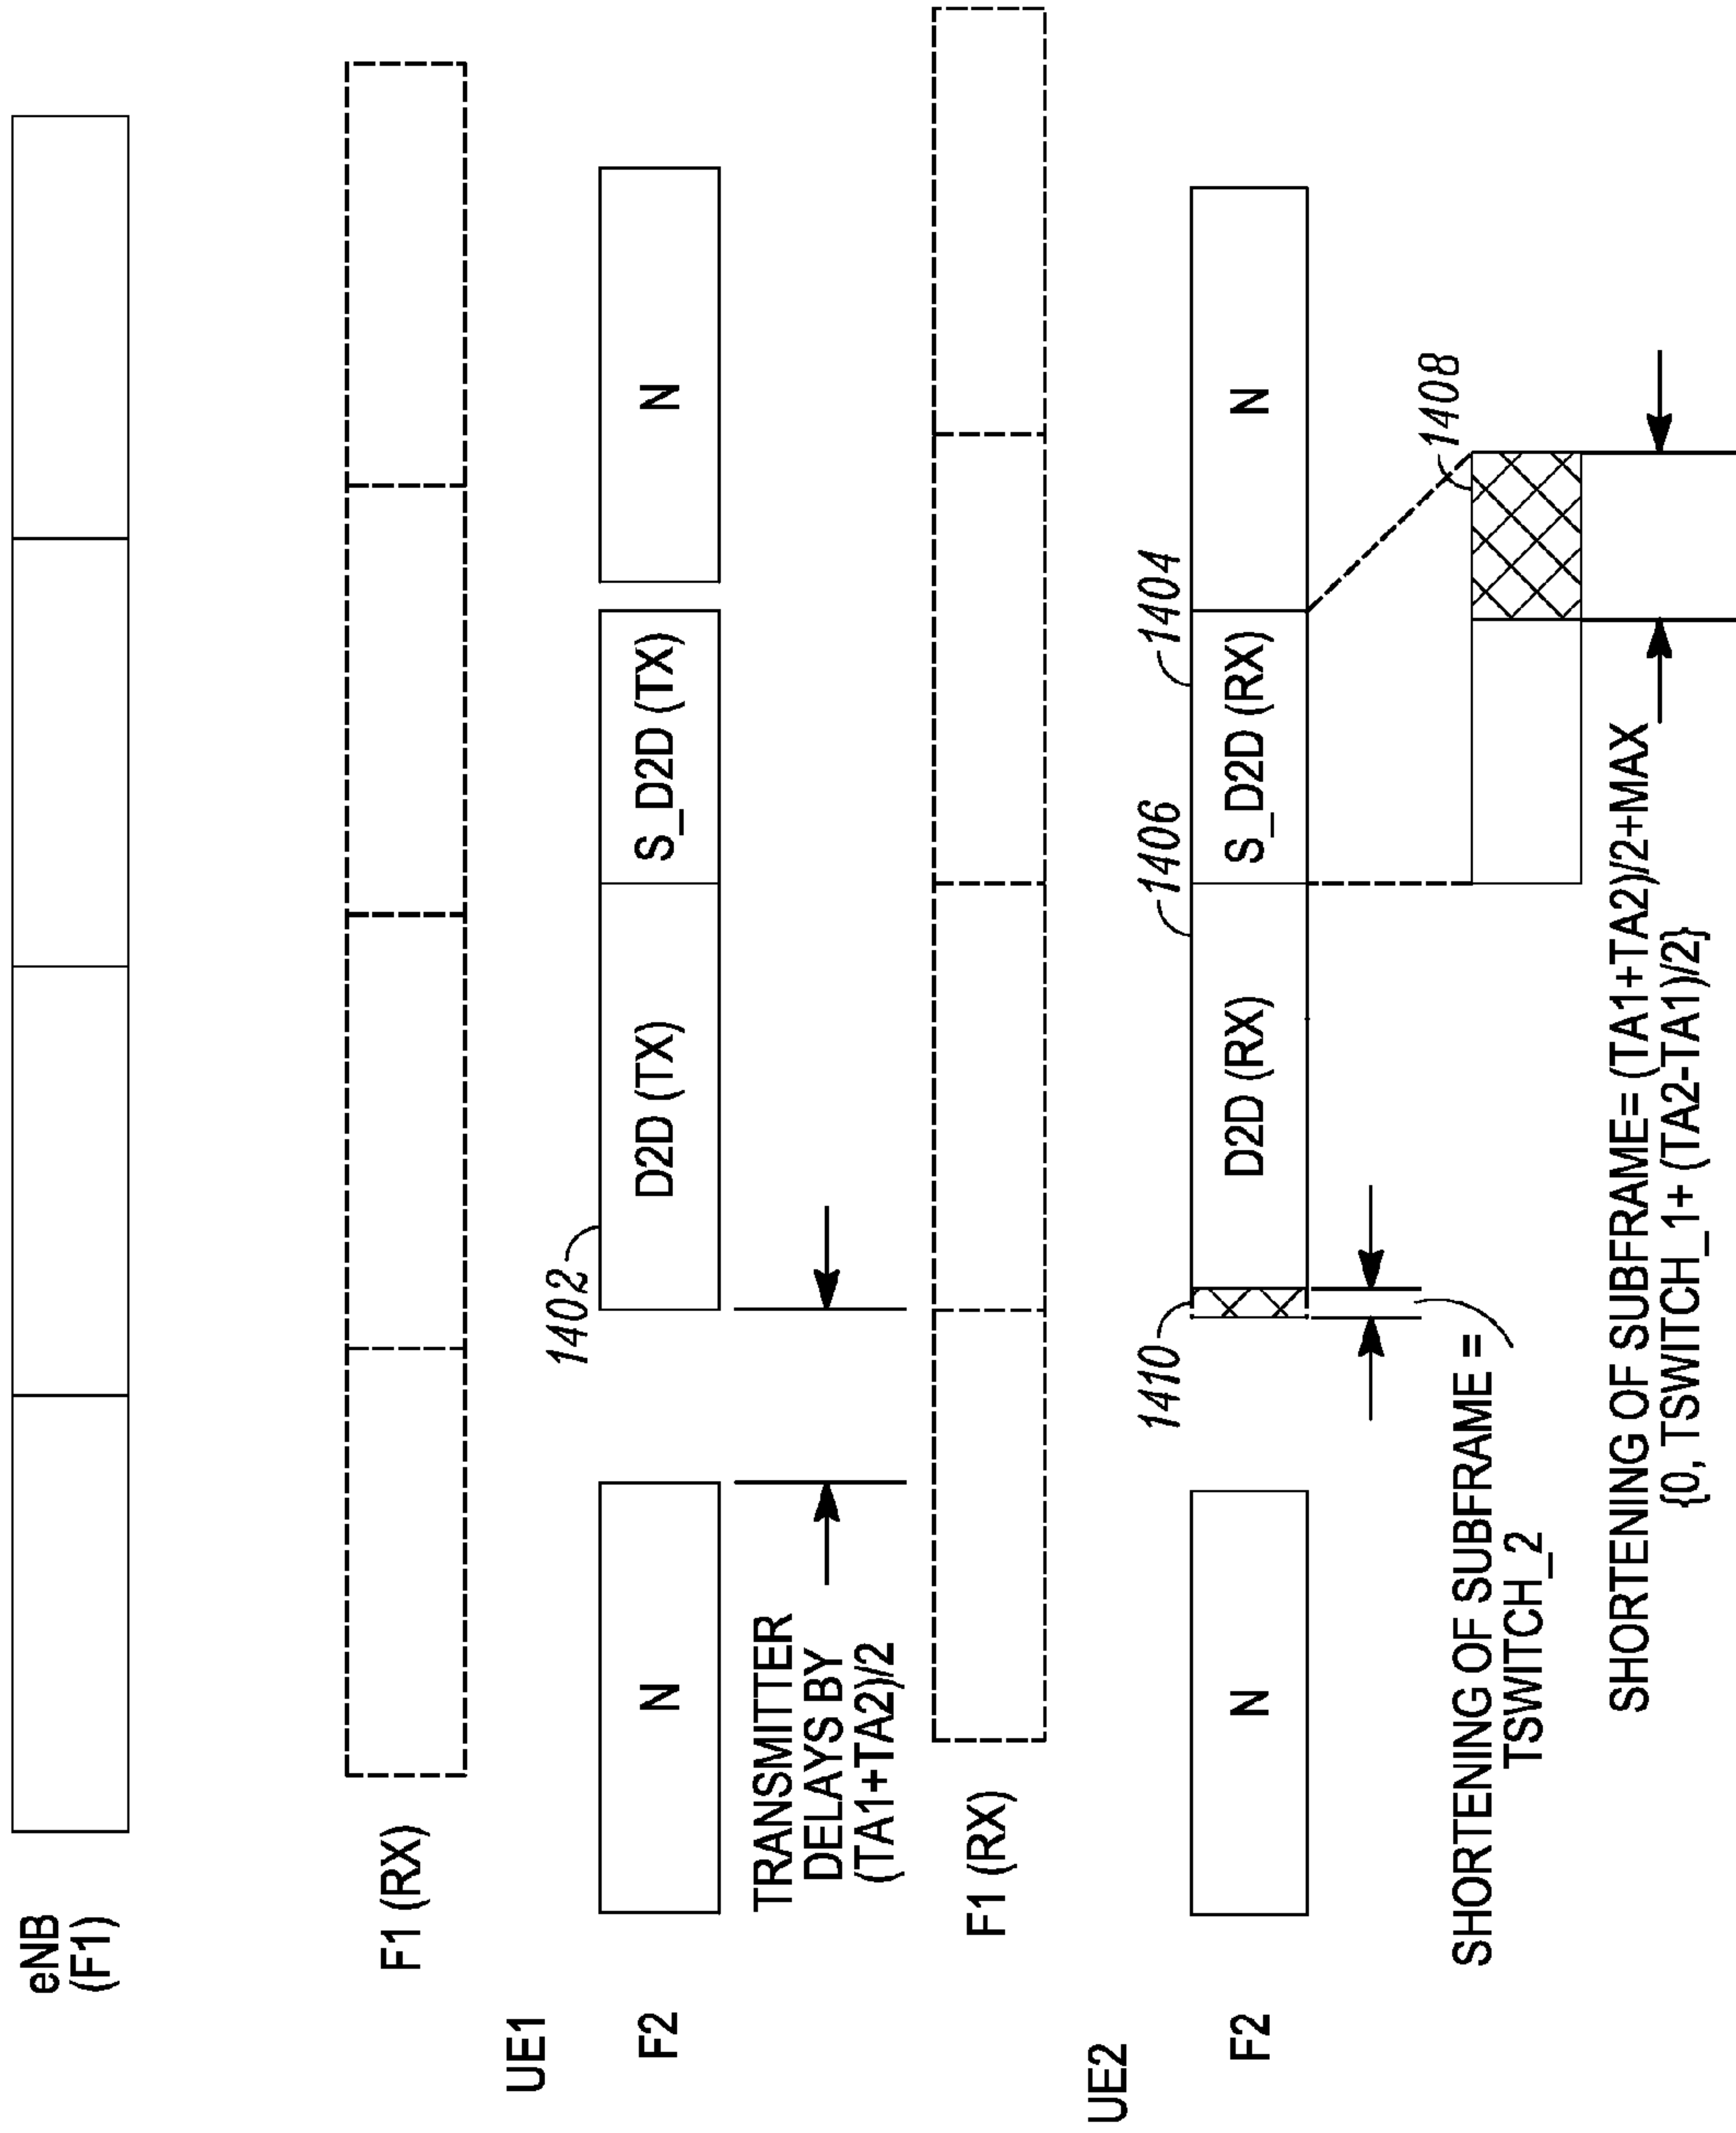 eNB
(F1)
F1 (RX)
UE1
F2
N
1402
D2D (TX)
S_D2D (TX)
N
TRANSMITTER
DELAYS BY
(TA1+TA2)/2
F1 (RX)
UE2
F2
N
1410
D2D (RX)
1406
S_D2D (RX)
1404
N
1408
SHORTENING OF SUBFRAME =
TSWITCH_2
SHORTENING OF SUBFRAME= (TA1+TA2)/2+MAX
{0, TSWITCH_1+ (TA2-TA1)/2}